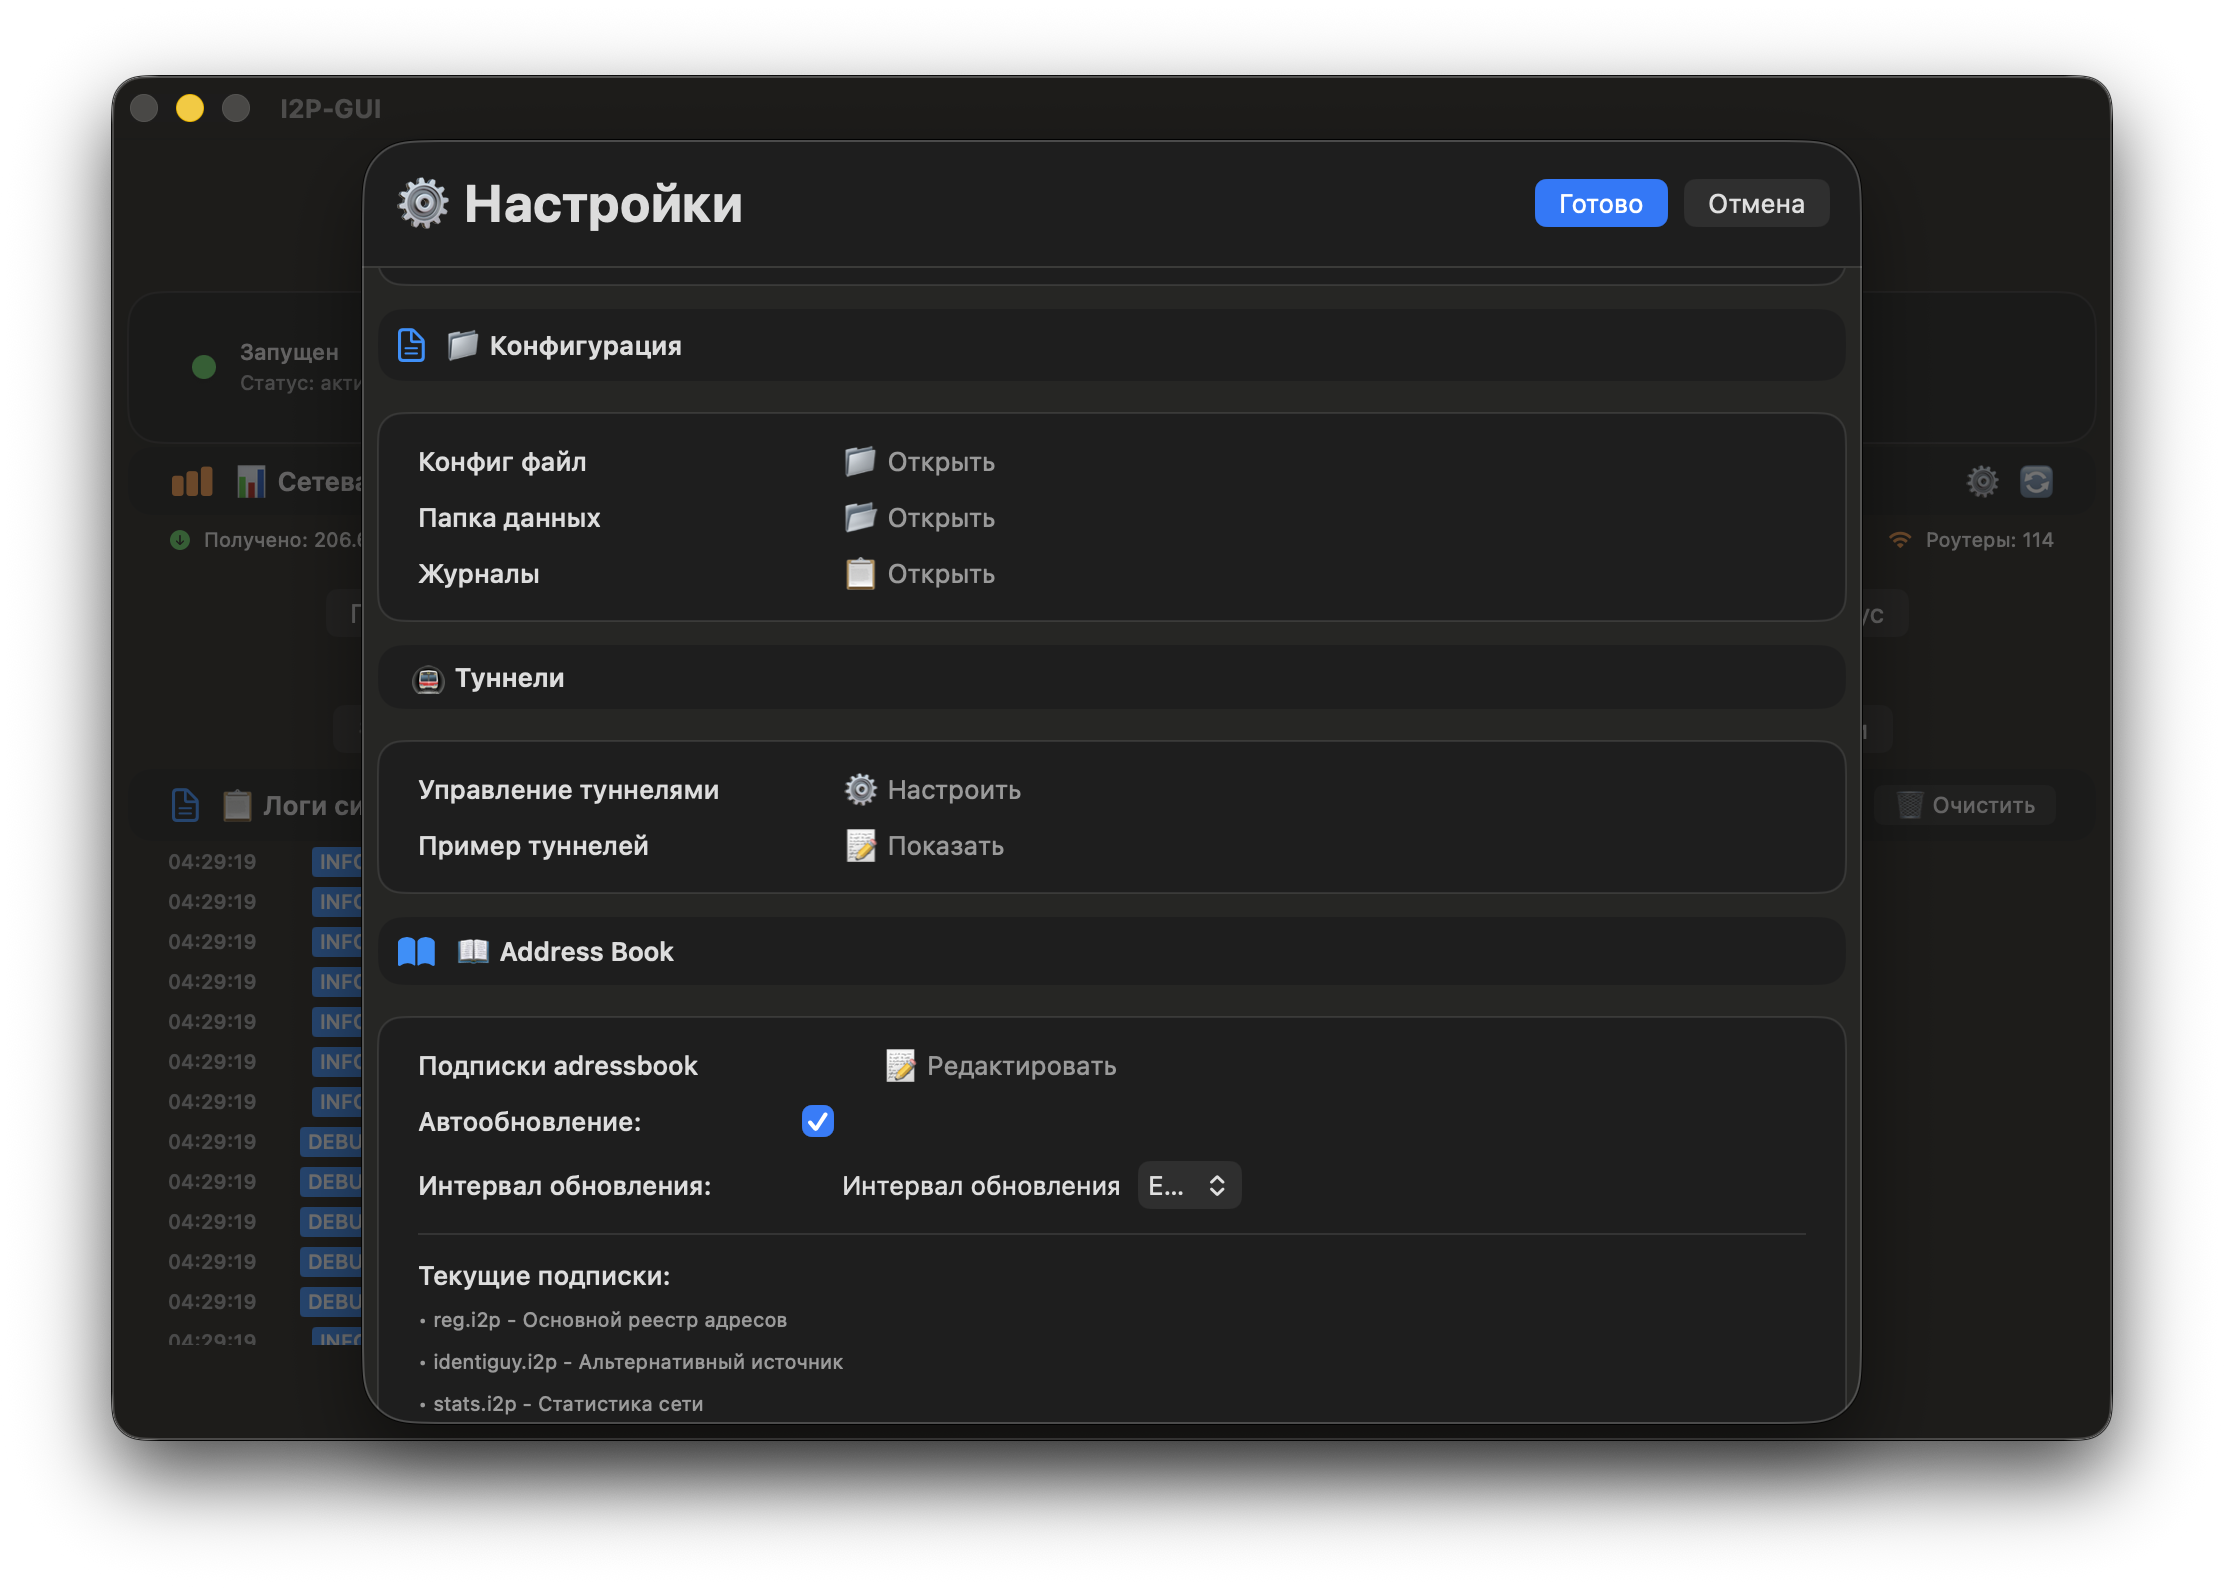 I2P-GUI
Настройки
Готово
Отмена
Запущен
Статус:
Конфигурация
Конфиг файл
Открыть
Папка данных
Открыть
Журналы
Открыть
Получено: 206.
Роутеры: 114
Туннели
Управление туннелями
Настроить
Пример туннелей
Показать
Логи
Очистить
Address Book
Подписки adressbook
Редактировать
Автообновление:
Интервал обновления:
Интервал обновления
Е...
Текущие подписки:
• reg.i2p - Основной реестр адресов
• identiguy.i2p - Альтернативный источник
• stats.i2p - Статистика сети
04:29:19 INFO
04:29:19 INFO
04:29:19 INFO
04:29:19 INFO
04:29:19 INFO
04:29:19 INFO
04:29:19 INFO
04:29:19 DEBU
04:29:19 DEBU
04:29:19 DEBU
04:29:19 DEBU
04:29:19 DEBU
04:29:19 INFO